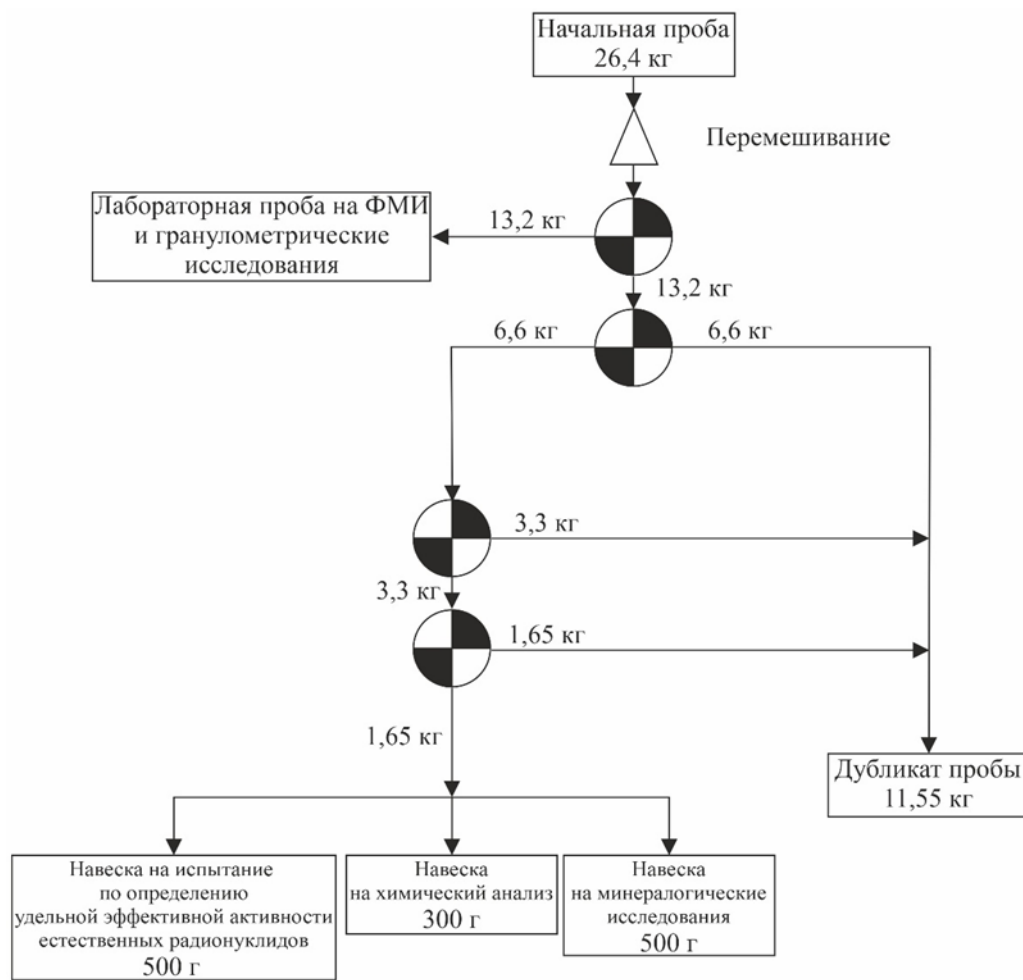 Начальная проба
26,4 кг
Перемешивание
Лабораторная проба на ФМИ
и гранулометрические
исследования
13,2 кг
13,2 кг
6,6 кг
6,6 кг
3,3 кг
3,3 кг
1,65 кг
1,65 кг
Дубликат пробы
11,55 кг
Навеска на испытание
по определению
удельной эффективной активности
естественных радионуклидов
500 г
Навеска
на химический анализ
300 г
Навеска
на минералогические
исследования
500 г